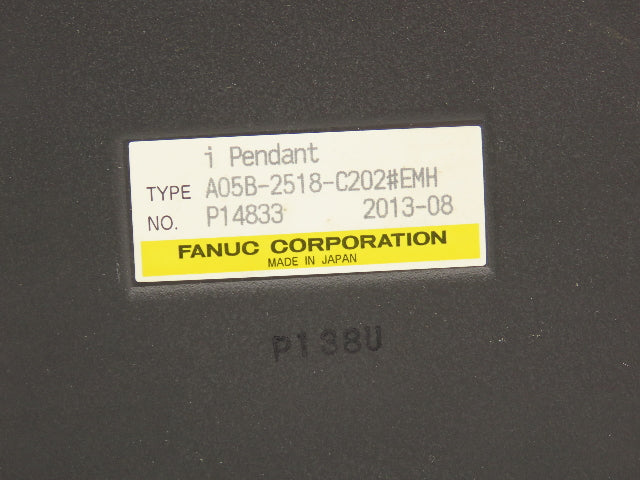 i Pendant
TYPE A05B-2518-C202#EMH
NO. P14833 2013-08
FANUC CORPORATION
MADE IN JAPAN
P138U